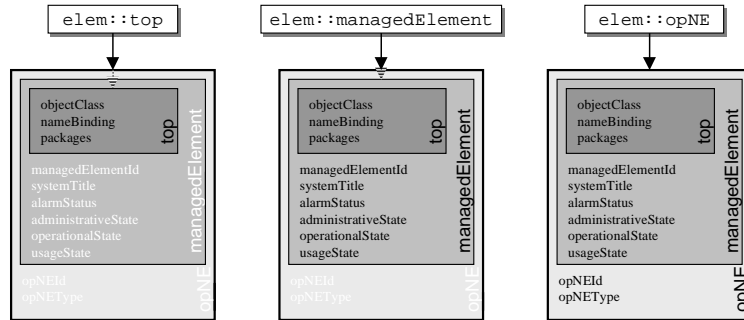 elem::top
objectClass
nameBinding
packages
top
managedElementId
systemTitle
alarmStatus
administrativeState
operationalState
usageState
managedElement
opNEId
opNEType
opNE
elem::managedElement
objectClass
nameBinding
packages
top
managedElementId
systemTitle
alarmStatus
administrativeState
operationalState
usageState
managedElement
opNEId
opNEType
opNE
elem::opNE
objectClass
nameBinding
packages
top
managedElementId
systemTitle
alarmStatus
administrativeState
operationalState
usageState
managedElement
opNEId
opNEType
opNE